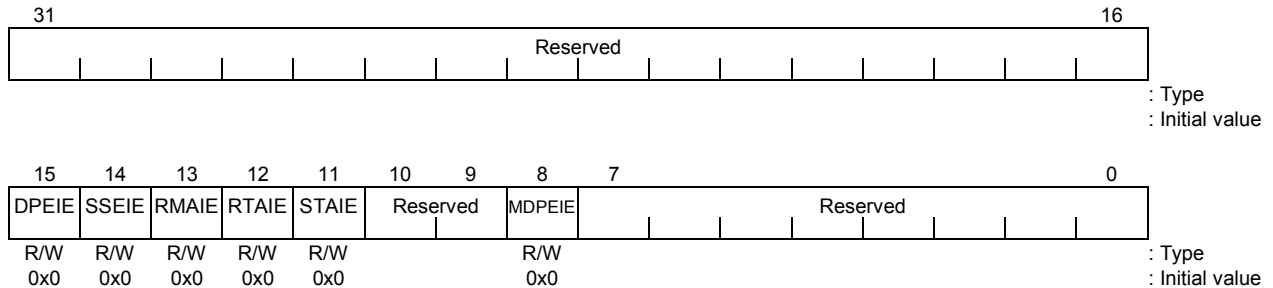 31 16
Reserved
: Type
: Initial value
15 14 13 12 11 10 9 8 7 0
DPEIE SSEIE RMAIE RTAIE STAIE Reserved MDPEIE Reserved
R/W R/W R/W R/W R/W R/W : Type
0x0 0x0 0x0 0x0 0x0 0x0 : Initial value